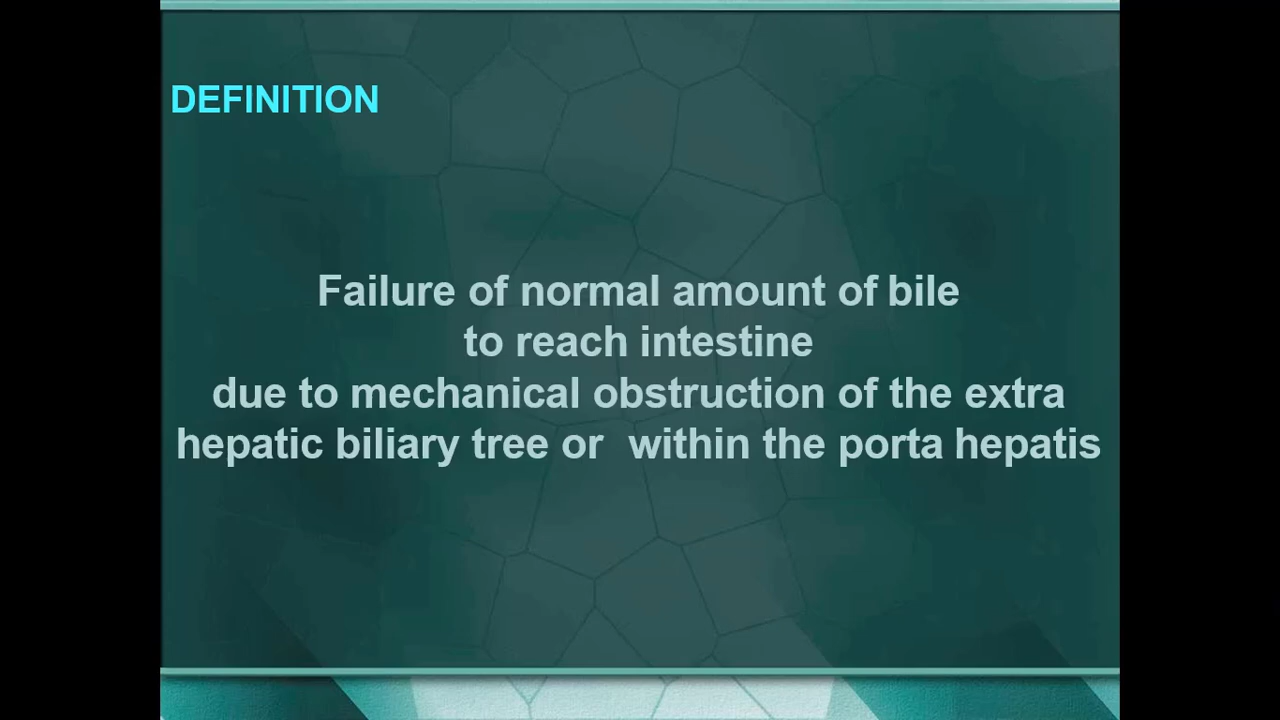 DEFINITION
Failure of normal amount of bile
to reach intestine
due to mechanical obstruction of the extra
hepatic biliary tree or  within the porta hepatis